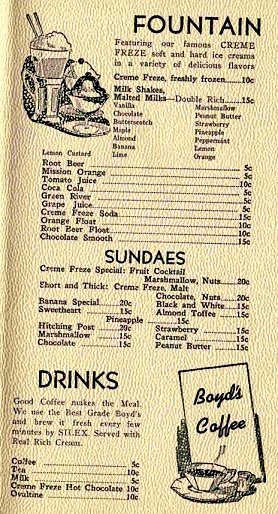 FOUNTAIN
Featuring our famous CREME
FREZE soft and hard ice creams
in a variety of delicious flavors
Creme Freze, freshly frozen......10c
Milk Shakes,
Malted Milks—Double Rich....15c
Vanilla Marshmallow
Chocolate Peanut Butter
Butterscotch Strawberry
Maple Pineapple
Almond Peppermint
Banana Lemon
Lemon Custard Lime Orange
Root Beer 5c
Mission Orange 5c
Tomato Juice 10c
Coca Cola 5c
Green River 5c
Grape Juice 5c
Creme Freze Soda 15c
Orange Float 10c
Root Beer Float 10c
Chocolate Smooth 15c
SUNDAES
Creme Freze Special: Fruit Cocktail
Marshmallow, Nuts.....20c
Short and Thick: Creme Freze, Malt
Chocolate, Nuts....20c
Banana Special........20c Black and White....15c
Sweetheart ..............15c Almond Toffee ....15c
Pineapple ............15c
Hitching Post ........20c Strawberry ............15c
Marshmallow ........15c Caramel ................15c
Chocolate ..............15c Peanut Butter ......15c
DRINKS
Good Coffee makes the Meal.
We use the Best Grade Boyd's
and brew it fresh every few
minutes by SILEX. Served with
Real Rich Cream.
Coffee 5c
Tea 10c
Milk 5c
Creme Freze Hot Chocolate 10c
Ovaltine 10c
Boyd's
Coffee